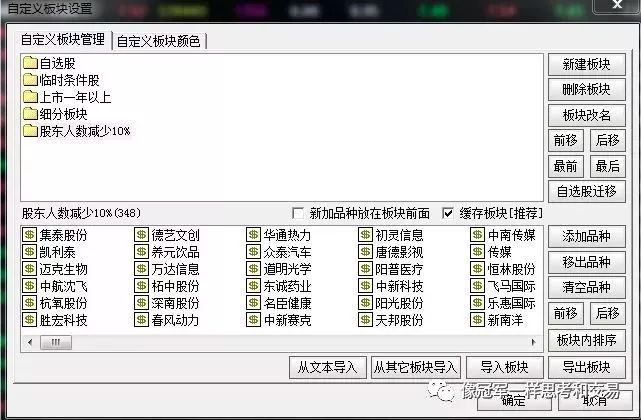 自定义板块设置
自定义板块管理 自定义板块颜色
自选股
临时条件股
上市一年以上
细分板块
股东人数减少10%
新建板块
删除板块
板块改名
前移 后移
最前 最后
自选股迁移
股东人数减少10%(348) 新加品种放在板块前面 缓存板块[推荐]
集泰股份 德艺文创 华通热力 初灵信息 中南传媒
凯利泰 养元饮品 众泰汽车 唐德影视 传媒
迈克生物 万达信息 道明光学 阳普医疗 恒林股份
中航沈飞 柘中股份 东诚药业 中新科技 飞马国际
杭氧股份 深南股份 名臣健康 阳光股份 乐惠国际
胜宏科技 春风动力 中新赛克 天邦股份 新南洋
添加品种
移出品种
清空品种
前移 后移
板块内排序
从文本导入 从其它板块导入 导入板块 导出板块
像冠军一样思考和交易
确定 取消